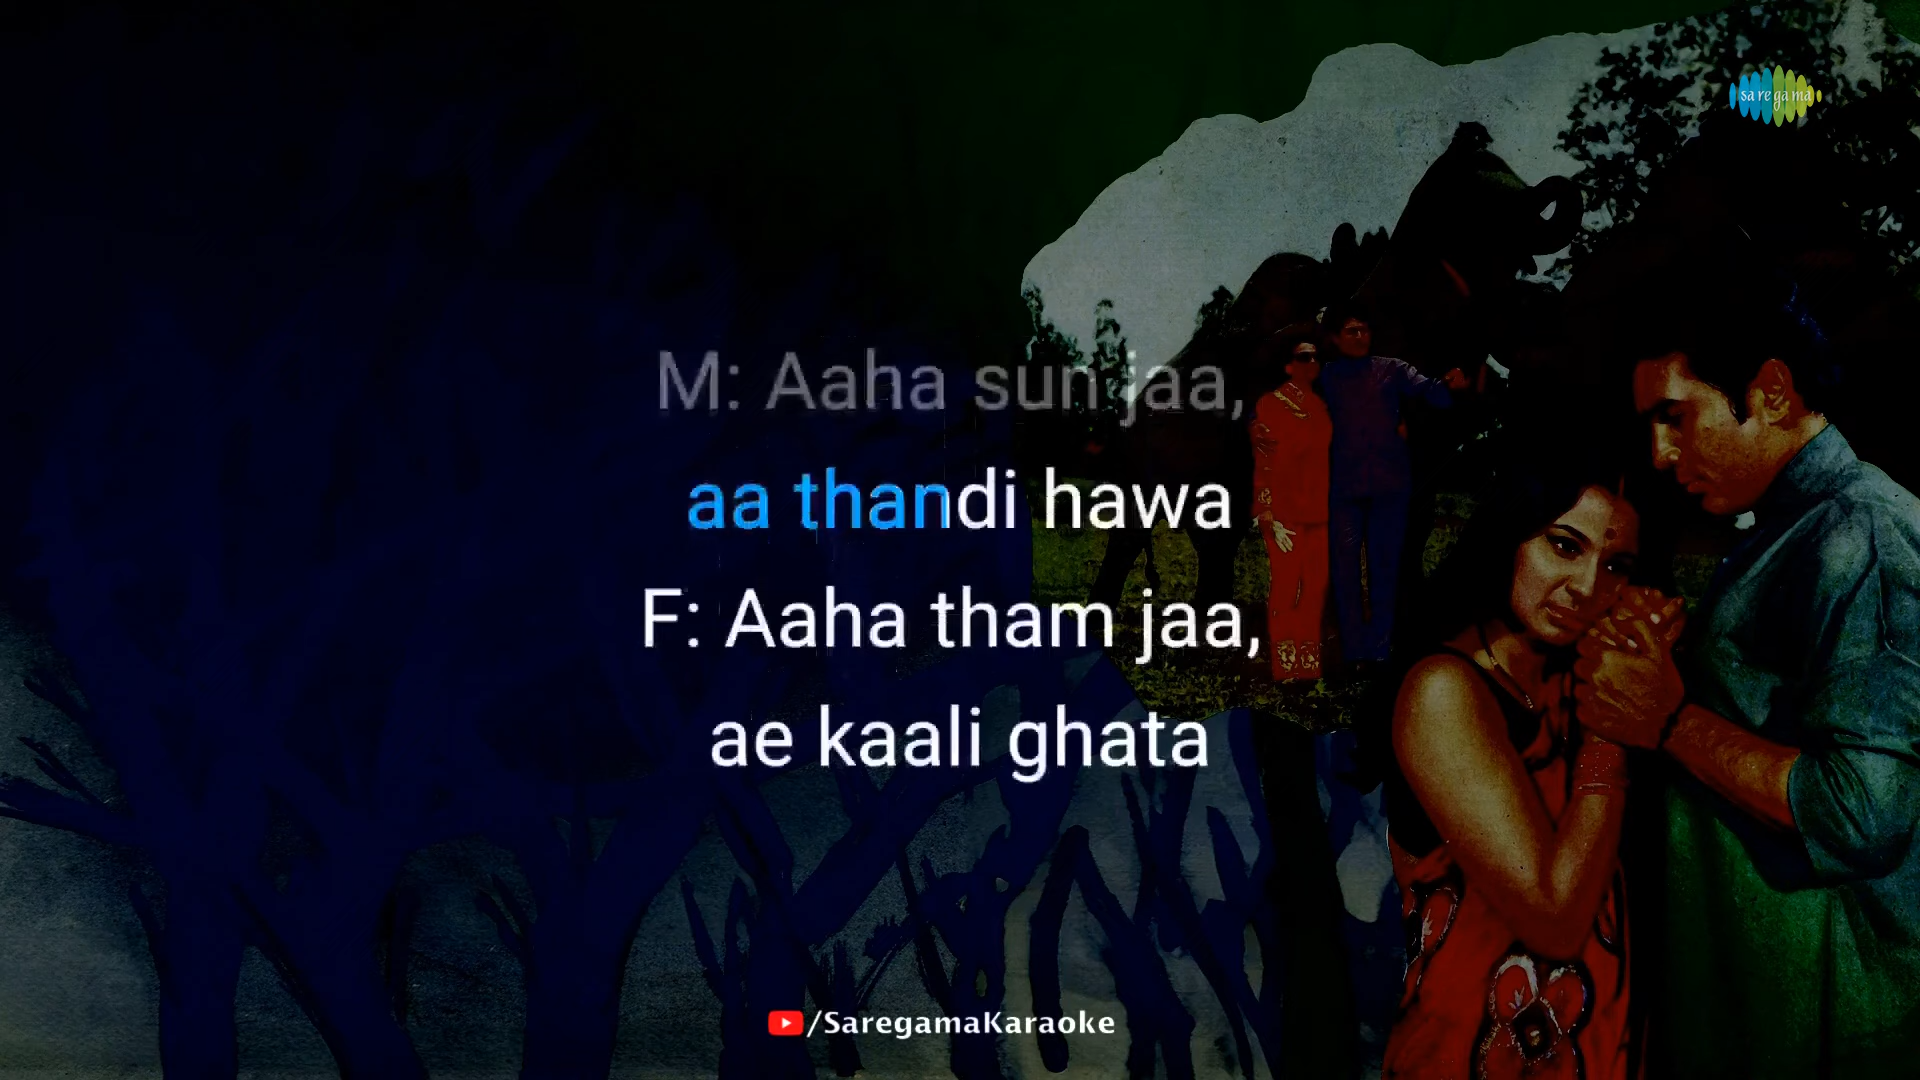 sa re ga ma
M: Aaha sun jaa,
aa thandi hawa
F: Aaha tham jaa,
ae kaali ghata
/SaregamaKaraoke